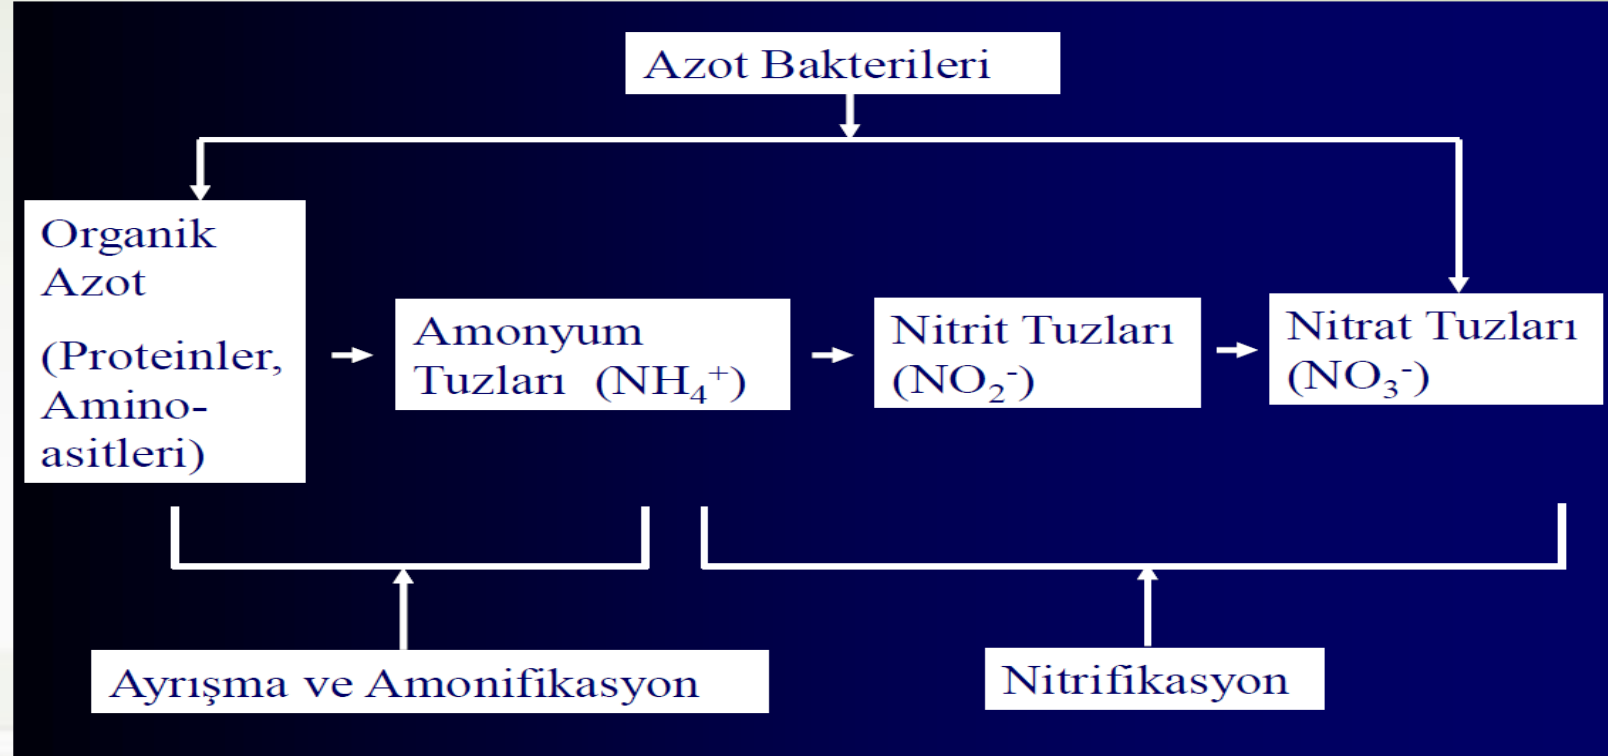 Azot Bakterileri
Organik
Azot
(Proteinler,
Amino-
asitleri)
Amonyum
Tuzları (NH₄⁺)
Nitrit Tuzları
(NO₂⁻)
Nitrat Tuzları
(NO₃⁻)
Ayrışma ve Amonifikasyon
Nitrifikasyon